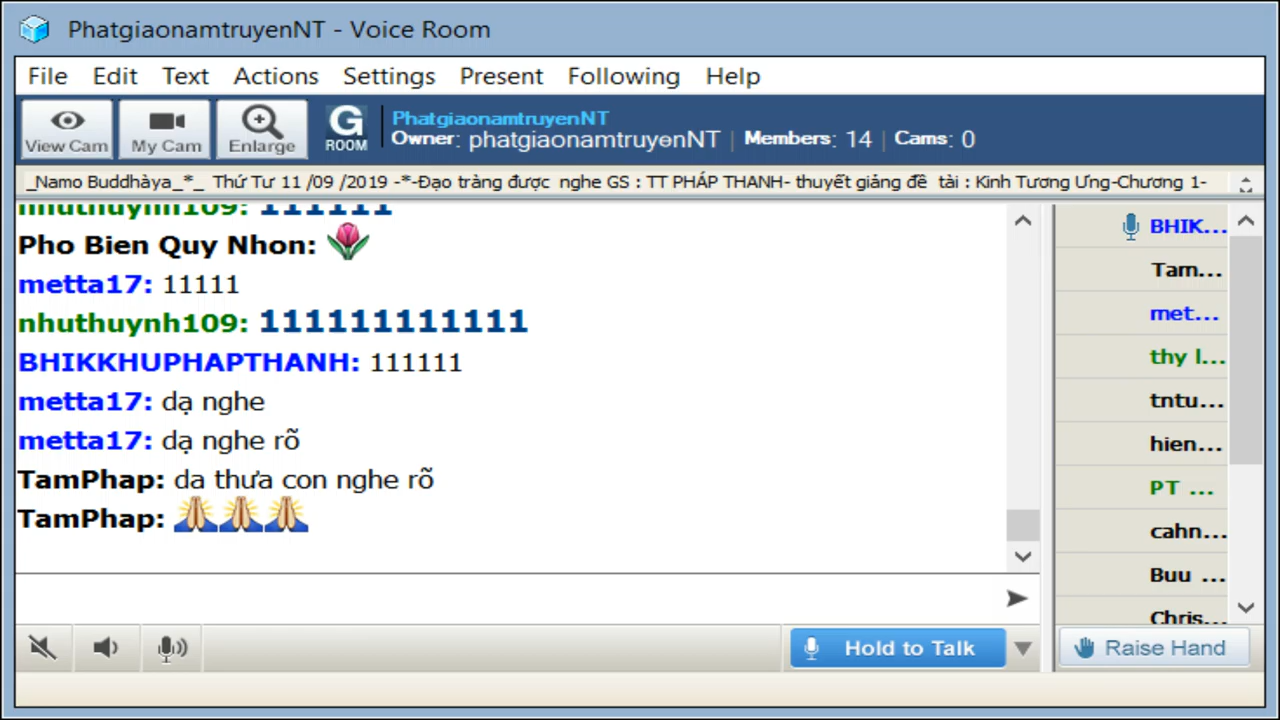 PhatgiaonamtruyenNT - Voice Room
File Edit Text Actions Settings Present Following Help
View Cam My Cam Enlarge G ROOM
PhatgiaonamtruyenNT
Owner: phatgiaonamtruyenNT | Members: 14 | Cams: 0
_Namo Buddhàya_*_ Thứ Tư 11 /09 /2019 -*-Đạo tràng được nghe GS : TT PHÁP THANH- thuyết giảng đề tài : Kinh Tương Ưng-Chương 1-
nhuthuynh109: 111111
Pho Bien Quy Nhon:
metta17: 11111
nhuthuynh109: 111111111111
BHIKKHUPHAPTHANH: 111111
metta17: dạ nghe
metta17: dạ nghe rõ
TamPhap: da thưa con nghe rõ
TamPhap:
BHIK...
Tam...
met...
thy l...
tntu...
hien...
PT ...
cahn...
Buu ...
Chris...
Hold to Talk
Raise Hand